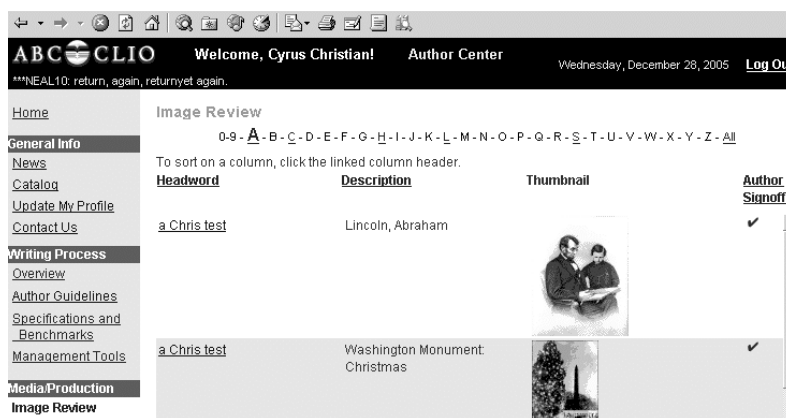 ABC CLIO
Welcome, Cyrus Christian!
Author Center
Wednesday, December 28, 2005
Log Ou
***NEAL10: return, again, returnyet again.
Home
General Info
News
Catalog
Update My Profile
Contact Us
Writing Process
Overview
Author Guidelines
Specifications and
Benchmarks
Management Tools
Media/Production
Image Review
Image Review
0-9 - A - B - C - D - E - F - G - H - I - J - K - L - M - N - O - P - Q - R - S - T - U - V - W - X - Y - Z - All
To sort on a column, click the linked column header.
Headword Description Thumbnail Author
Signoff
a Chris test Lincoln, Abraham ✔
a Chris test Washington Monument: ✔
Christmas